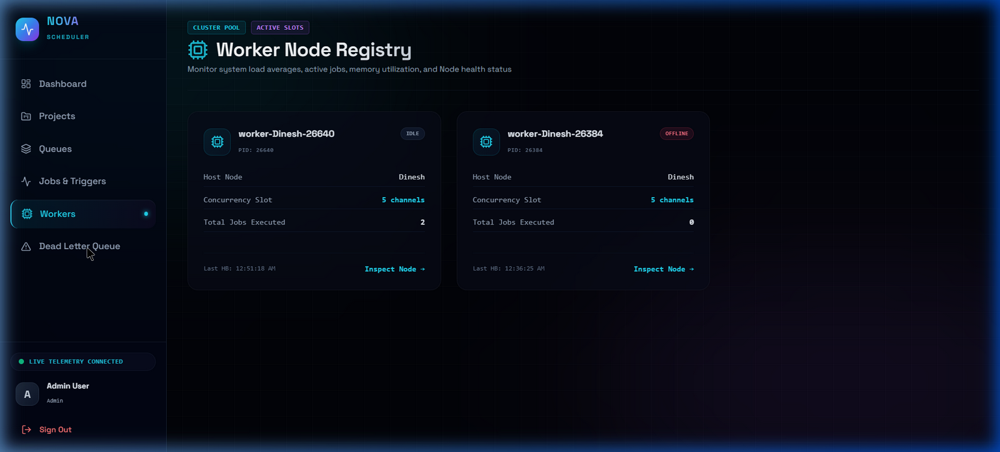 NOVA
SCHEDULER
Dashboard
Projects
Queues
Jobs & Triggers
Workers
Dead Letter Queue
LIVE TELEMETRY CONNECTED
A
Admin User
Admin
Sign Out
CLUSTER POOL
ACTIVE SLOTS
Worker Node Registry
Monitor system load averages, active jobs, memory utilization, and Node health status
worker-Dinesh-26640
IDLE
PID: 26640
Host Node
Dinesh
Concurrency Slot
5 channels
Total Jobs Executed
2
Last HB: 12:51:18 AM
Inspect Node →
worker-Dinesh-26384
OFFLINE
PID: 26384
Host Node
Dinesh
Concurrency Slot
5 channels
Total Jobs Executed
0
Last HB: 12:36:25 AM
Inspect Node →